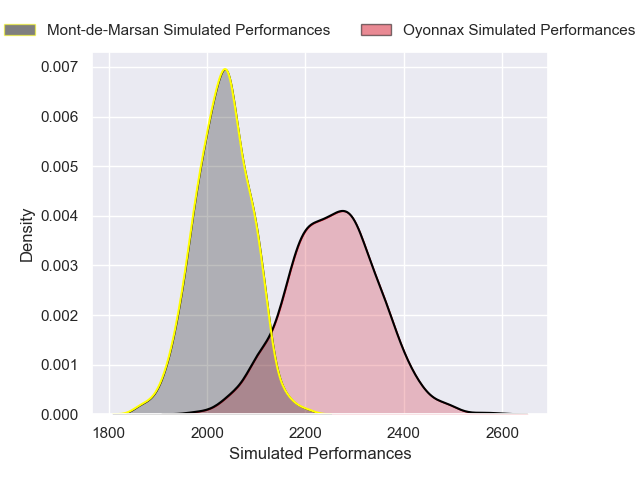 Mont-de-Marsan Simulated Performances Oyonnax Simulated Performances
0.007
0.006
0.005
0.004
0.003
0.002
0.001
0.000
Density
1800 2000 2200 2400 2600
Simulated Performances